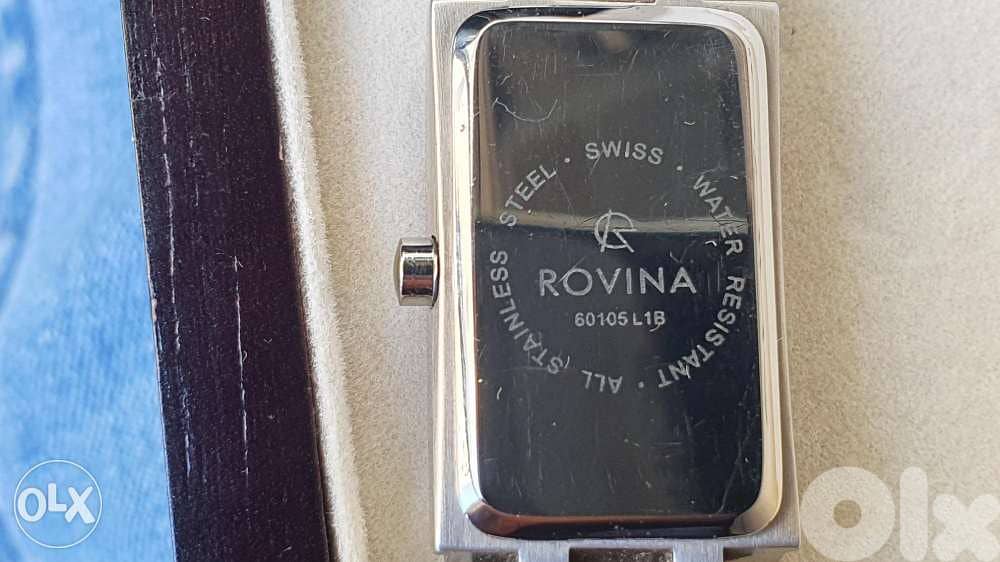 ALL STAINLESS STEEL · SWISS · WATER RESISTANT ·
ROVINA
60105 L1B
OLX
OLX